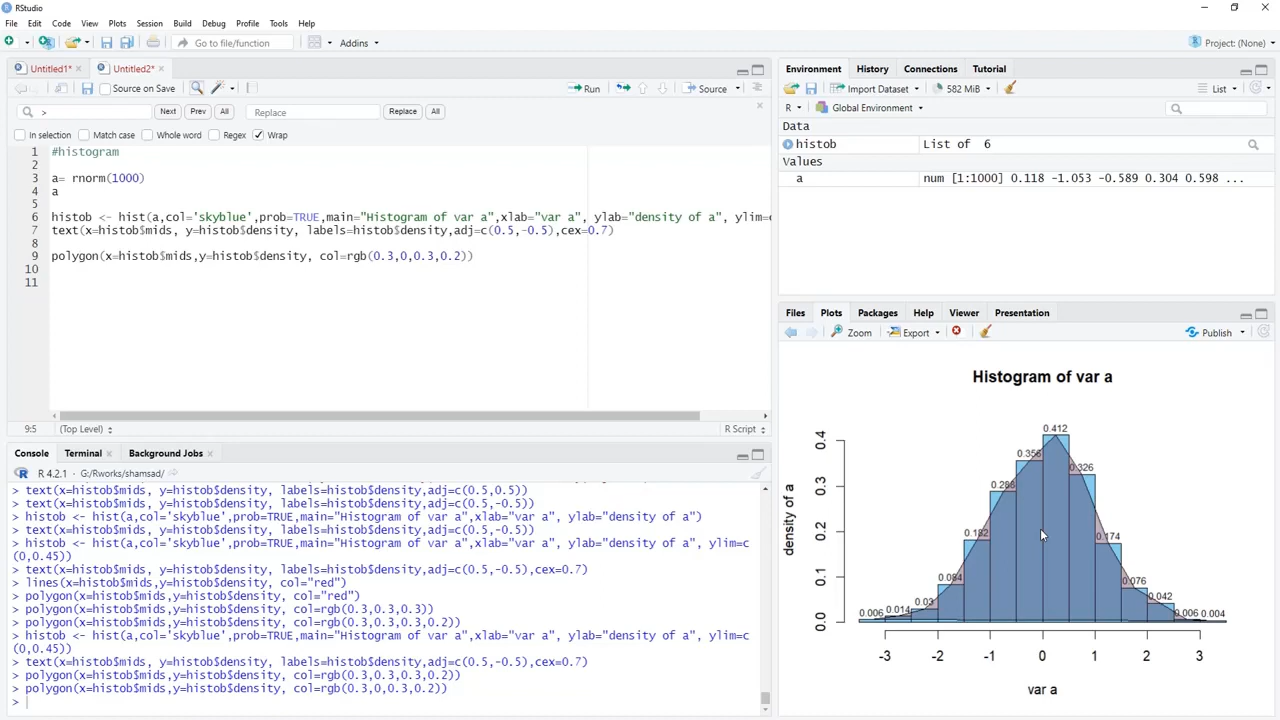 RStudio
File Edit Code View Plots Session Build Debug Profile Tools Help
Go to file/function Addins Project: (None)
Untitled1* Untitled2*
Source on Save Run Source
> Next Prev All Replace Replace All
In selection Match case Whole word Regex Wrap
1 #histogram
2
3 a= rnorm(1000)
4 a
5
6 histob <- hist(a,col='skyblue',prob=TRUE,main="Histogram of var a",xlab="var a", ylab="density of a", ylim=c
7 text(x=histob$mids, y=histob$density, labels=histob$density,adj=c(0.5,-0.5),cex=0.7)
8
9 polygon(x=histob$mids,y=histob$density, col=rgb(0.3,0,0.3,0.2))
10
11
9:5 (Top Level) R Script
Console Terminal Background Jobs
R 4.2.1 · G:/Rworks/shamsad/
> text(x=histob$mids, y=histob$density, labels=histob$density,adj=c(0.5,0.5))
> text(x=histob$mids, y=histob$density, labels=histob$density,adj=c(0.5,-0.5))
> histob <- hist(a,col='skyblue',prob=TRUE,main="Histogram of var a",xlab="var a", ylab="density of a")
> text(x=histob$mids, y=histob$density, labels=histob$density,adj=c(0.5,-0.5))
> histob <- hist(a,col='skyblue',prob=TRUE,main="Histogram of var a",xlab="var a", ylab="density of a", ylim=c
(0,0.45))
> text(x=histob$mids, y=histob$density, labels=histob$density,adj=c(0.5,-0.5),cex=0.7)
> lines(x=histob$mids,y=histob$density, col="red")
> polygon(x=histob$mids,y=histob$density, col="red")
> polygon(x=histob$mids,y=histob$density, col=rgb(0.3,0.3,0.3))
> polygon(x=histob$mids,y=histob$density, col=rgb(0.3,0.3,0.3,0.2))
> histob <- hist(a,col='skyblue',prob=TRUE,main="Histogram of var a",xlab="var a", ylab="density of a", ylim=c
(0,0.45))
> text(x=histob$mids, y=histob$density, labels=histob$density,adj=c(0.5,-0.5),cex=0.7)
> polygon(x=histob$mids,y=histob$density, col=rgb(0.3,0.3,0.3,0.2))
> polygon(x=histob$mids,y=histob$density, col=rgb(0.3,0,0.3,0.2))
>
Environment History Connections Tutorial
Import Dataset 582 MiB List
R Global Environment
Data
histob List of 6
Values
a num [1:1000] 0.118 -1.053 -0.589 0.304 0.598 ...
Files Plots Packages Help Viewer Presentation
Zoom Export Publish
Histogram of var a
density of a
0.4
0.3
0.2
0.1
0.0
0.006 0.014 0.03 0.084 0.182 0.288 0.356 0.412 0.326 0.174 0.076 0.042 0.006 0.004
-3 -2 -1 0 1 2 3
var a